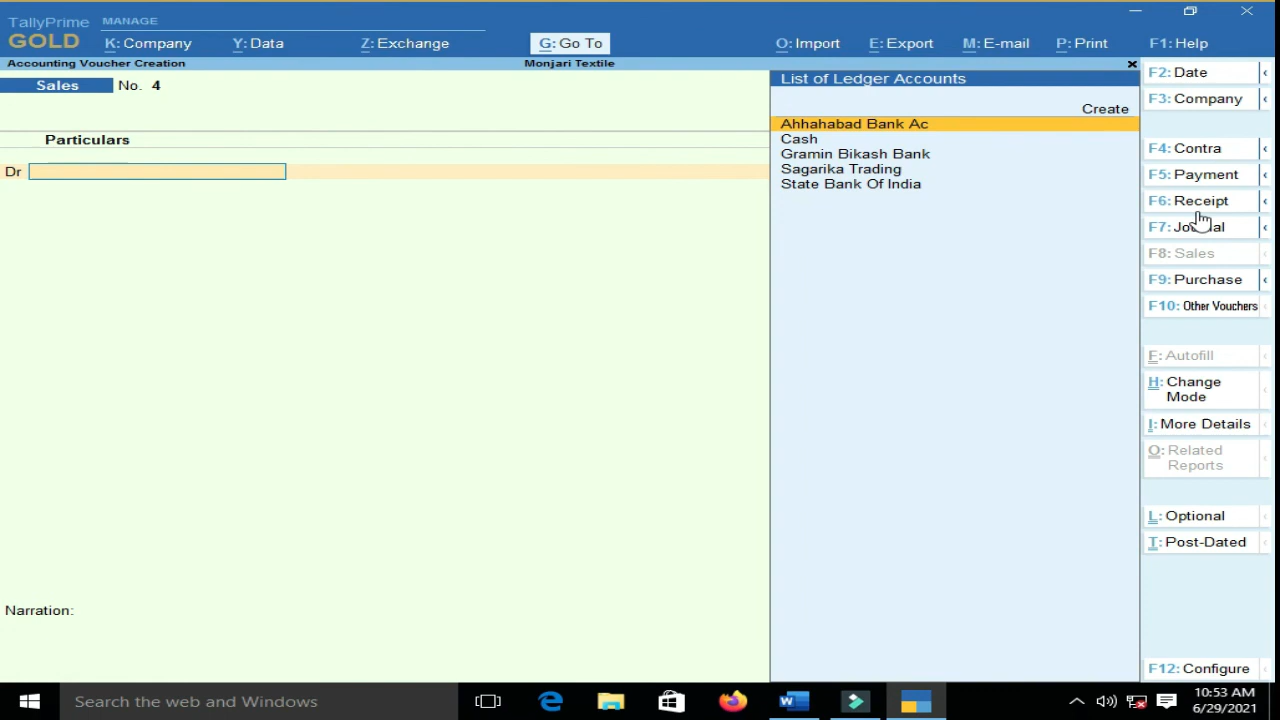 TallyPrime
MANAGE
GOLD
K: Company
Y: Data
Z: Exchange
G: Go To
O: Import
E: Export
M: E-mail
P: Print
F1: Help
Accounting Voucher Creation
Monjari Textile
Sales
No. 4
Particulars
Dr
Narration:
List of Ledger Accounts
Create
Ahhahabad Bank Ac
Cash
Gramin Bikash Bank
Sagarika Trading
State Bank Of India
F2: Date
F3: Company
F4: Contra
F5: Payment
F6: Receipt
F7: Journal
F8: Sales
F9: Purchase
F10: Other Vouchers
F: Autofill
H: Change
Mode
I: More Details
O: Related
Reports
L: Optional
T: Post-Dated
F12: Configure
Search the web and Windows
10:53 AM
6/29/2021